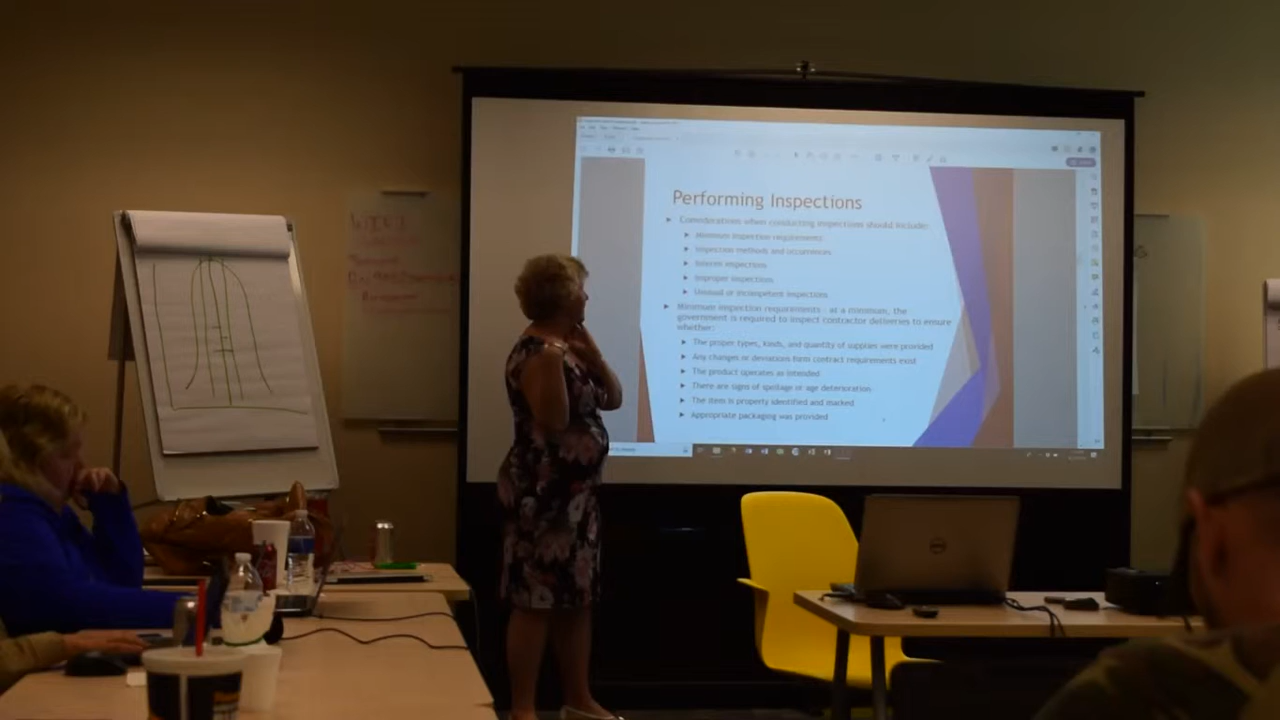 Performing Inspections
Considerations when conducting inspections should include:
Minimum inspection requirements
Inspection methods and occurrences
Interim inspections
Improper inspections
Unusual or incompetent inspections
Minimum inspection requirements - at a minimum, the
government is required to inspect contractor deliveries to ensure
whether:
The proper types, kinds, and quantity of supplies were provided
Any changes or deviations form contract requirements exist
The product operates as intended
There are signs of spoilage or age deterioration
The item is properly identified and marked
Appropriate packaging was provided
DELL